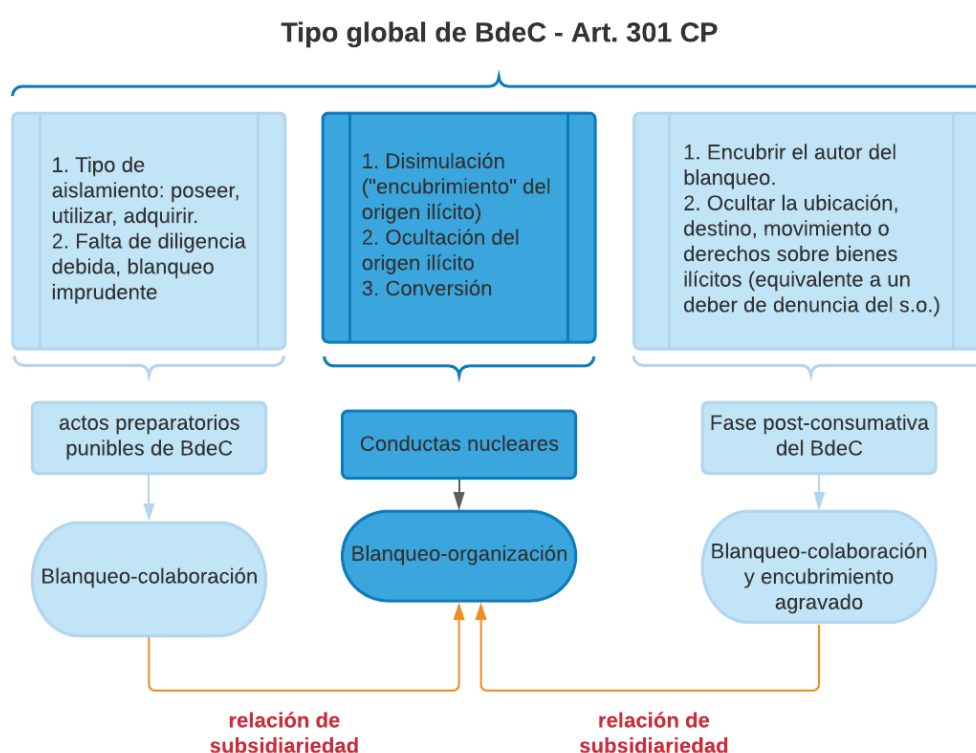 Tipo global de BdeC - Art. 301 CP
1. Tipo de
aislamiento: poseer,
utilizar, adquirir.
2. Falta de diligencia
debida, blanqueo
imprudente
1. Disimulación
("encubrimiento" del
origen ilícito)
2. Ocultación del
origen ilícito
3. Conversión
1. Encubrir el autor del
blanqueo.
2. Ocultar la ubicación,
destino, movimiento o
derechos sobre bienes
ilícitos (equivalente a un
deber de denuncia del s.o.)
actos preparatorios
punibles de BdeC
Conductas nucleares
Fase post-consumativa
del BdeC
Blanqueo-colaboración
Blanqueo-organización
Blanqueo-colaboración
y encubrimiento
agravado
relación de
subsidiariedad
relación de
subsidiariedad